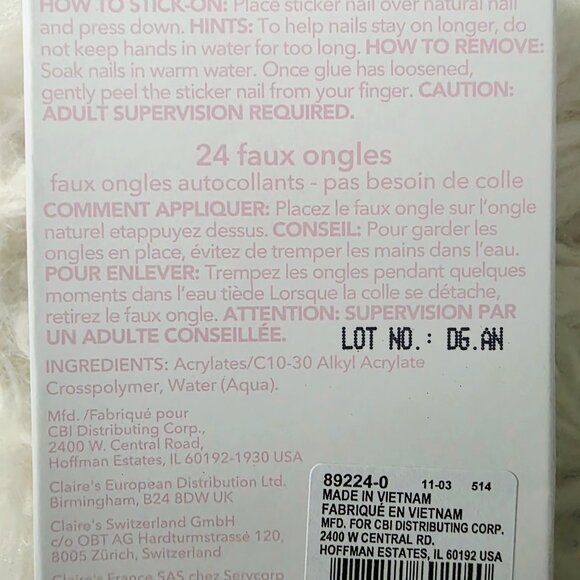 HOW TO STICK-ON: Place sticker nail over natural nail
and press down. HINTS: To help nails stay on longer, do
not keep hands in water for too long. HOW TO REMOVE:
Soak nails in warm water. Once glue has loosened,
gently peel the sticker nail from your finger. CAUTION:
ADULT SUPERVISION REQUIRED.
24 faux ongles
faux ongles autocollants - pas besoin de colle
COMMENT APPLIQUER: Placez le faux ongle sur l'ongle
naturel etappuyez dessus. CONSEIL: Pour garder les
ongles en place, évitez de tremper les mains dans l'eau.
POUR ENLEVER: Trempez les ongles pendant quelques
moments dans l'eau tiède Lorsque la colle se détache,
retirez le faux ongle. ATTENTION: SUPERVISION PAR
UN ADULTE CONSEILLÉE.
LOT NO.: DG.AN
INGREDIENTS: Acrylates/C10-30 Alkyl Acrylate
Crosspolymer, Water (Aqua).
Mfd. /Fabriqué pour
CBI Distributing Corp.,
2400 W. Central Road,
Hoffman Estates, IL 60192-1930 USA
Claire's European Distribution Ltd.
Birmingham, B24 8DW UK
Claire's Switzerland GmbH
c/o OBT AG Hardturmstrasse 120,
8005 Zürich, Switzerland
Claire's France SAS chez Servcorp
89224-0 11-03 514
MADE IN VIETNAM
FABRIQUÉ EN VIETNAM
MFD. FOR CBI DISTRIBUTING CORP.
2400 W CENTRAL RD.
HOFFMAN ESTATES, IL 60192 USA